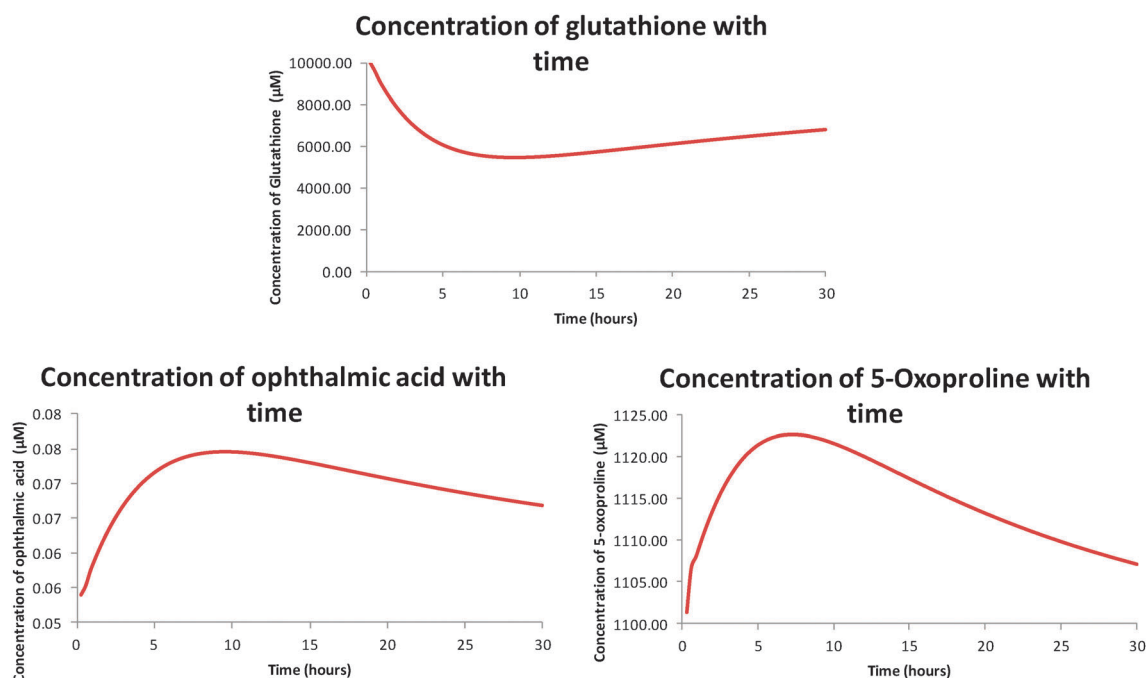 Concentration of glutathione with
time
Concentration of Glutathione (µM)
10000.00
8000.00
6000.00
4000.00
2000.00
0.00
0 5 10 15 20 25 30
Time (hours)
Concentration of ophthalmic acid with
time
Concentration of ophthalmic acid (µM)
0.08
0.08
0.07
0.07
0.06
0.06
0.05
0 5 10 15 20 25 30
Time (hours)
Concentration of 5-Oxoproline with
time
Concentration of 5-oxoproline (µM)
1125.00
1120.00
1115.00
1110.00
1105.00
1100.00
0 5 10 15 20 25 30
Time (hours)